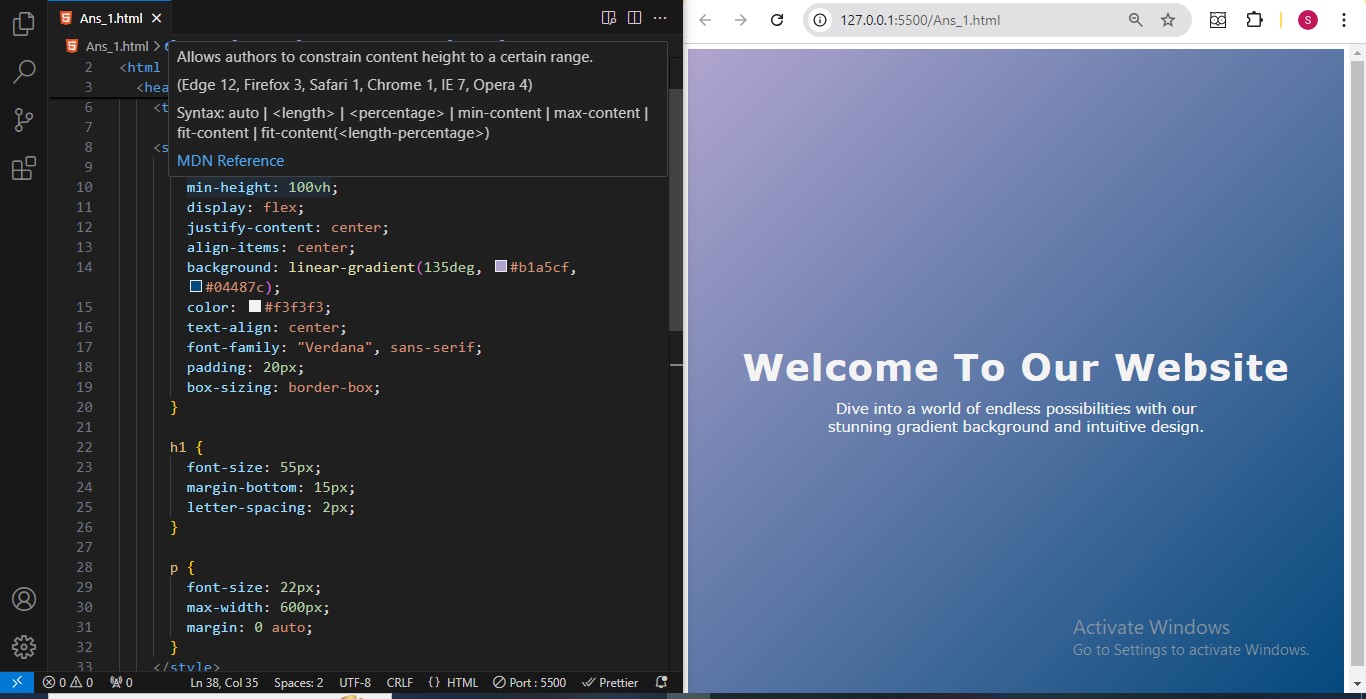 Ans_1.html
127.0.0.1:5500/Ans_1.html
S
Ans_1.html >
Allows authors to constrain content height to a certain range.
(Edge 12, Firefox 3, Safari 1, Chrome 1, IE 7, Opera 4)
Syntax: auto | <length> | <percentage> | min-content | max-content |
fit-content | fit-content(<length-percentage>)
MDN Reference
2 <html
3 <hea
6 <t
7
8 <s
9
10 min-height: 100vh;
11 display: flex;
12 justify-content: center;
13 align-items: center;
14 background: linear-gradient(135deg, #b1a5cf,
#04487c);
15 color: #f3f3f3;
16 text-align: center;
17 font-family: "Verdana", sans-serif;
18 padding: 20px;
19 box-sizing: border-box;
20 }
21
22 h1 {
23 font-size: 55px;
24 margin-bottom: 15px;
25 letter-spacing: 2px;
26 }
27
28 p {
29 font-size: 22px;
30 max-width: 600px;
31 margin: 0 auto;
32 }
33 </style>
0 0 0 Ln 38, Col 35 Spaces: 2 UTF-8 CRLF {} HTML Port : 5500 Prettier
Welcome To Our Website
Dive into a world of endless possibilities with our
stunning gradient background and intuitive design.
Activate Windows
Go to Settings to activate Windows.